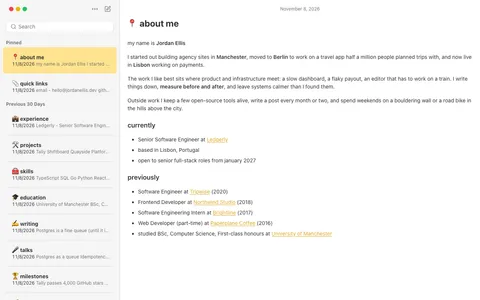 Search
Pinned
📍 about me
11/8/2026 my name is Jordan Ellis I started ...
quick links
11/8/2026 email - hello@jordanellis.dev gith...
Previous 30 Days
experience
11/8/2026 Ledgerly - Senior Software Engin...
projects
11/8/2026 Tally Shiftboard Quayside Platform...
skills
11/8/2026 TypeScript SQL Go Python React...
education
11/8/2026 University of Manchester BSc, C...
writing
11/8/2026 Postgres is a fine queue (until it i...
talks
11/8/2026 Postgres as a queue Idempotenci...
milestones
11/8/2026 Tally passes 4,000 GitHub stars ...
November 8, 2026
📍 about me
my name is Jordan Ellis
I started out building agency sites in Manchester, moved to Berlin to work on a travel app half a million people planned trips with, and now live
in Lisbon working on payments.
The work I like best sits where product and infrastructure meet: a slow dashboard, a flaky payout, an editor that has to work on a train. I write
things down, measure before and after, and leave systems calmer than I found them.
Outside work I keep a few open-source tools alive, write a post every month or two, and spend weekends on a bouldering wall or a road bike in
the hills above the city.
currently
Senior Software Engineer at Ledgerly
based in Lisbon, Portugal
open to senior full-stack roles from January 2027
previously
Software Engineer at Tripwise (2020)
Frontend Developer at Northwind Studio (2018)
Software Engineering Intern at Brightline (2017)
Web Developer (part-time) at Paperplane Coffee (2016)
studied BSc, Computer Science, First-class honours at University of Manchester